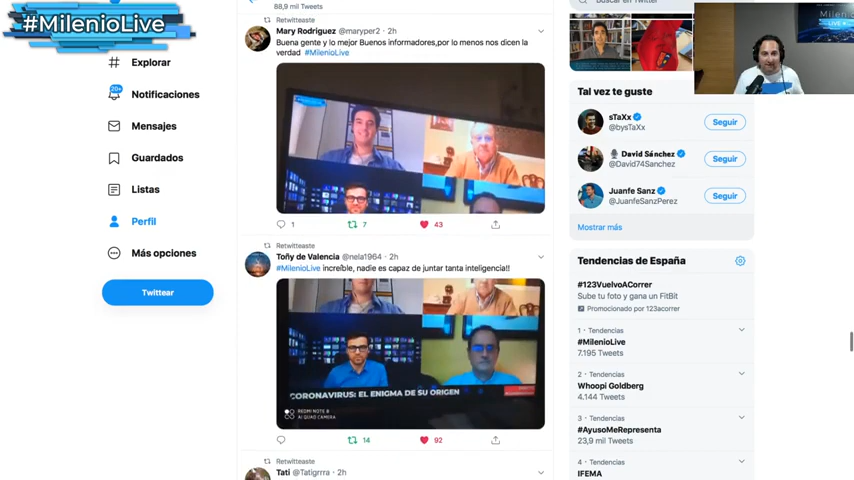 #MilenioLive
88,9 mil Tweets
Explorar
20+
Notificaciones
Mensajes
Guardados
Listas
Perfil
Más opciones
Twittear
Retwitteaste
Mary Rodriguez @maryper2 · 2h
Buena gente y lo mejor Buenos informadores,por lo menos nos dicen la
verdad #MilenioLive
1 7 43
Retwitteaste
Toñy de Valencia @nela1964 · 2h
#MilenioLive increíble, nadie es capaz de juntar tanta inteligencia!!
CORONAVIRUS: EL ENIGMA DE SU ORIGEN
REDMI NOTE 8
AI QUAD CAMERA
14 92
Retwitteaste
Tati @Tatigrrra · 2h
Buscar en Twitter
Tal vez te guste
sTaXx
@bysTaXx
Seguir
David Sánchez
@David74Sanchez
Seguir
Juanfe Sanz
@JuanfeSanzPerez
Seguir
Mostrar más
Tendencias de España
#123VuelvoACorrer
Sube tu foto y gana un FitBit
Promocionado por 123acorrer
1 · Tendencias
#MilenioLive
7.195 Tweets
2 · Tendencias
Whoopi Goldberg
4.144 Tweets
3 · Tendencias
#AyusoMeRepresenta
23,9 mil Tweets
4 · Tendencias
IFEMA